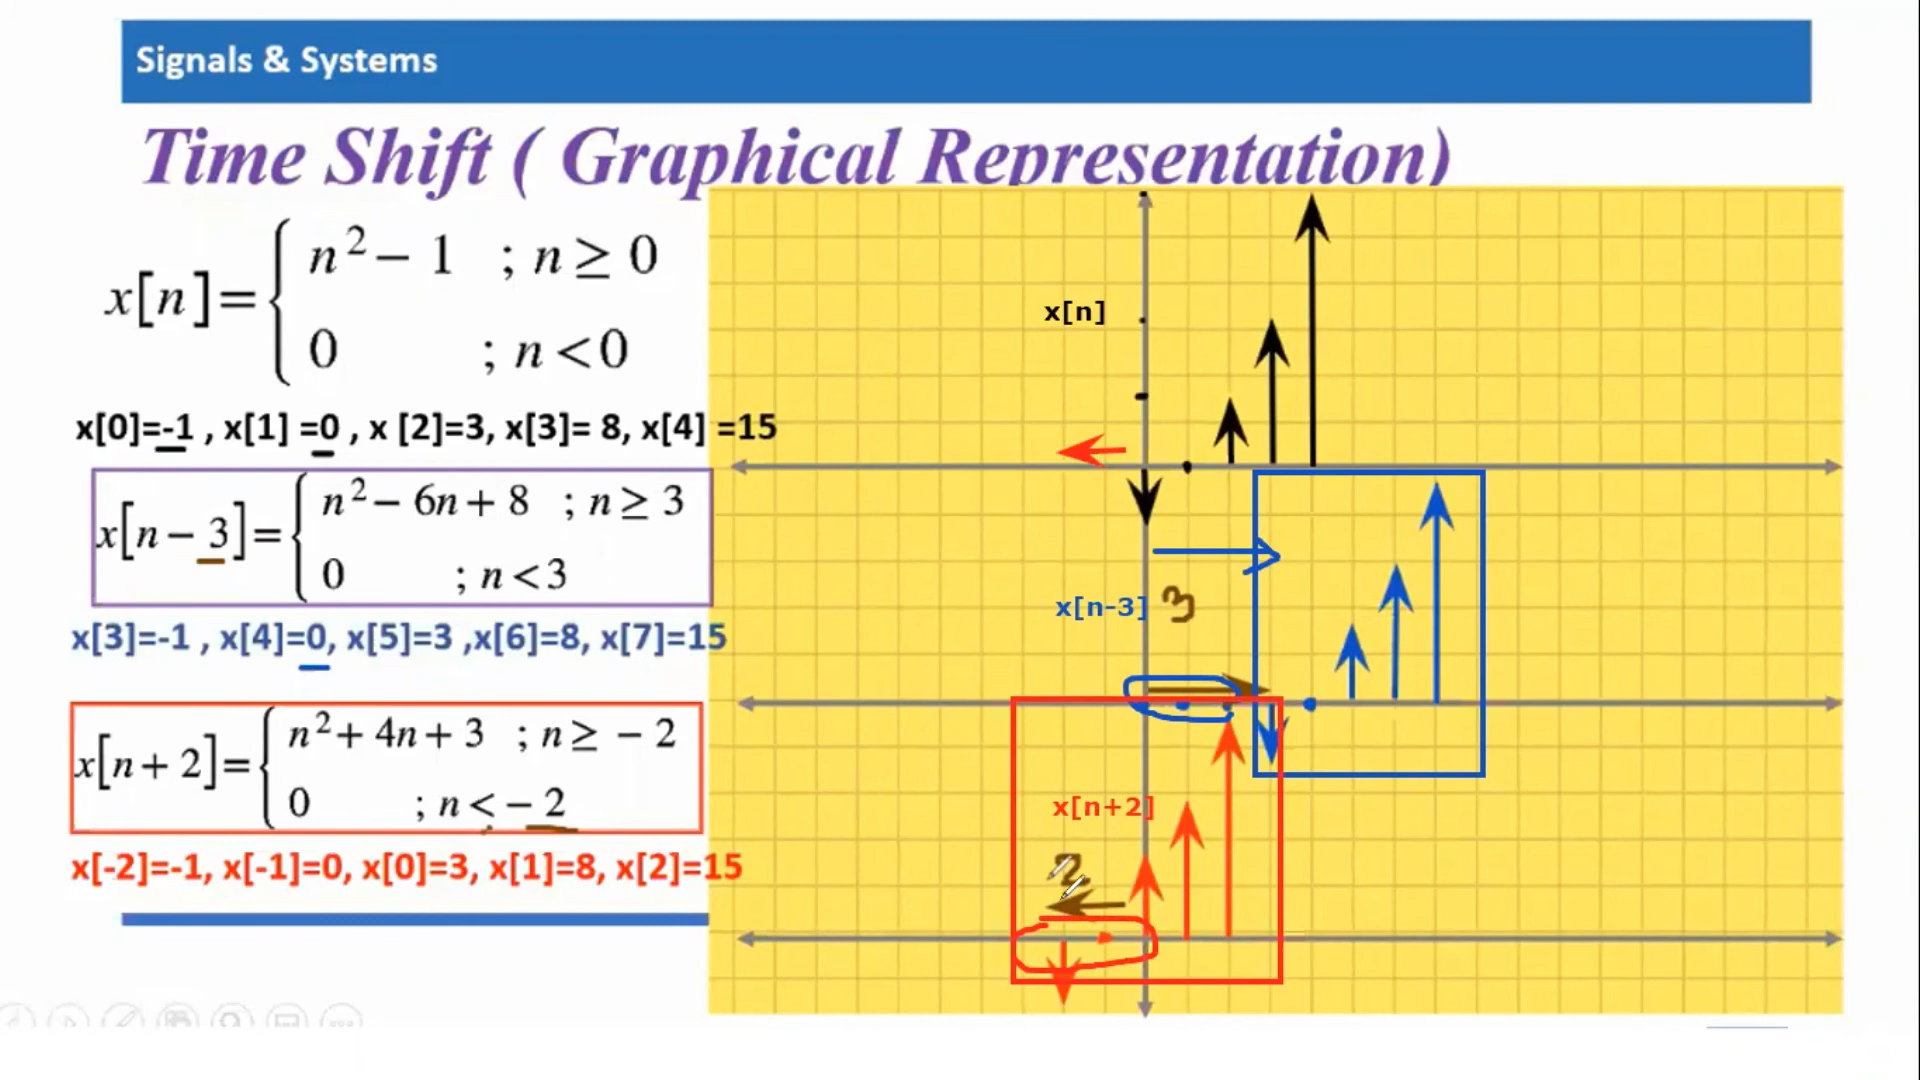 Signals & Systems
Time Shift ( Graphical Representation)
x[n]= { n² − 1 ; n ≥ 0
0 ; n < 0
x[0]=-1 , x[1] =0 , x [2]=3, x[3]= 8, x[4] =15
x[n − 3]= { n² − 6n + 8 ; n ≥ 3
0 ; n < 3
x[3]=-1 , x[4]=0, x[5]=3 ,x[6]=8, x[7]=15
x[n + 2]= { n² + 4n + 3 ; n ≥ − 2
0 ; n < − 2
x[-2]=-1, x[-1]=0, x[0]=3, x[1]=8, x[2]=15
x[n]
x[n-3] 3
x[n+2]
2